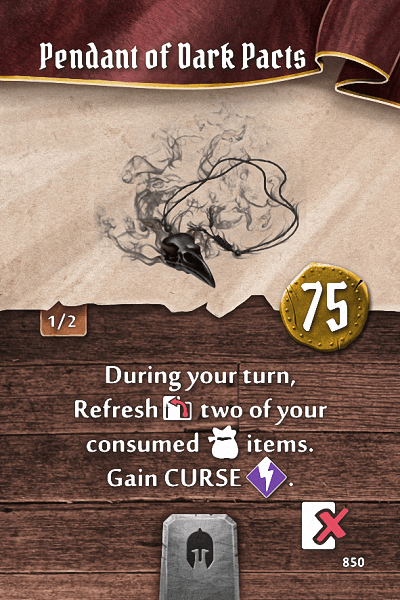 Pendant of Dark Pacts
75
1/2
During your turn,
Refresh two of your
consumed items.
Gain CURSE .
850